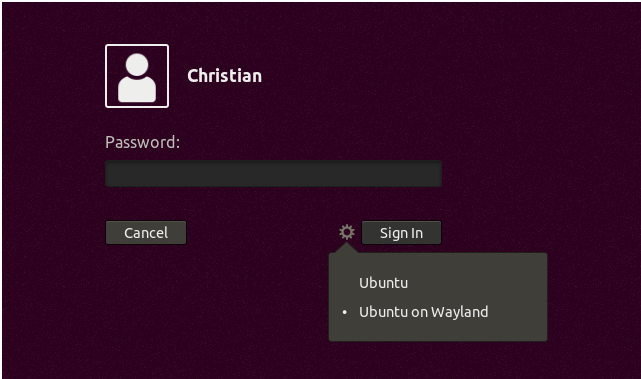 Christian
Password:
Cancel
Sign In
Ubuntu
• Ubuntu on Wayland